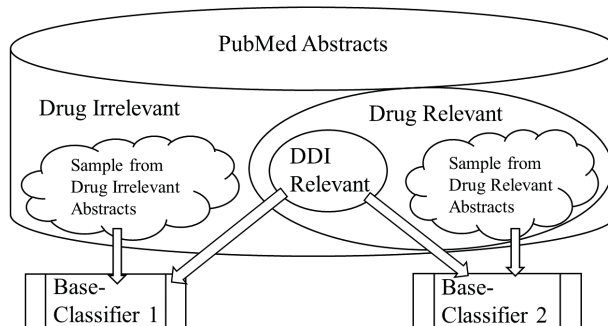 PubMed Abstracts
Drug Irrelevant
Drug Relevant
Sample from
Drug Irrelevant
Abstracts
DDI
Relevant
Sample from
Drug Relevant
Abstracts
Base-
Classifier 1
Base-
Classifier 2